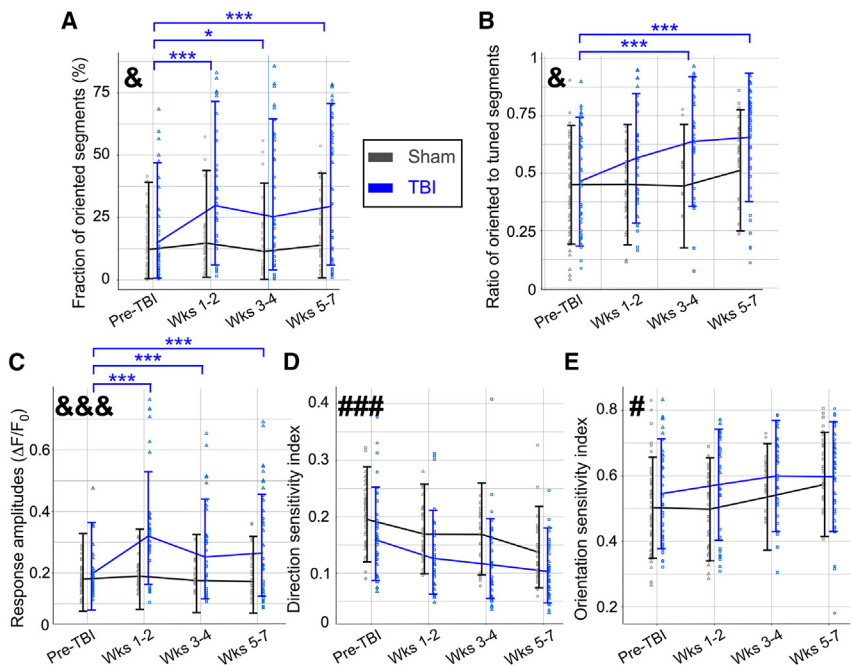 A
***
*
***
&
Fraction of oriented segments (%)
75
50
25
0
Pre-TBI
Wks 1-2
Wks 3-4
Wks 5-7
Sham
TBI
B
***
***
&
Ratio of oriented to tuned segments
1
0.75
0.5
0.25
0
Pre-TBI
Wks 1-2
Wks 3-4
Wks 5-7
C
***
***
***
&&&
Response amplitudes (ΔF/F0)
0.6
0.4
0.2
0
Pre-TBI
Wks 1-2
Wks 3-4
Wks 5-7
D
###
Direction sensitivity index
0.4
0.3
0.2
0.1
0
Pre-TBI
Wks 1-2
Wks 3-4
Wks 5-7
E
#
Orientation sensitivity index
0.8
0.6
0.4
0.2
Pre-TBI
Wks 1-2
Wks 3-4
Wks 5-7